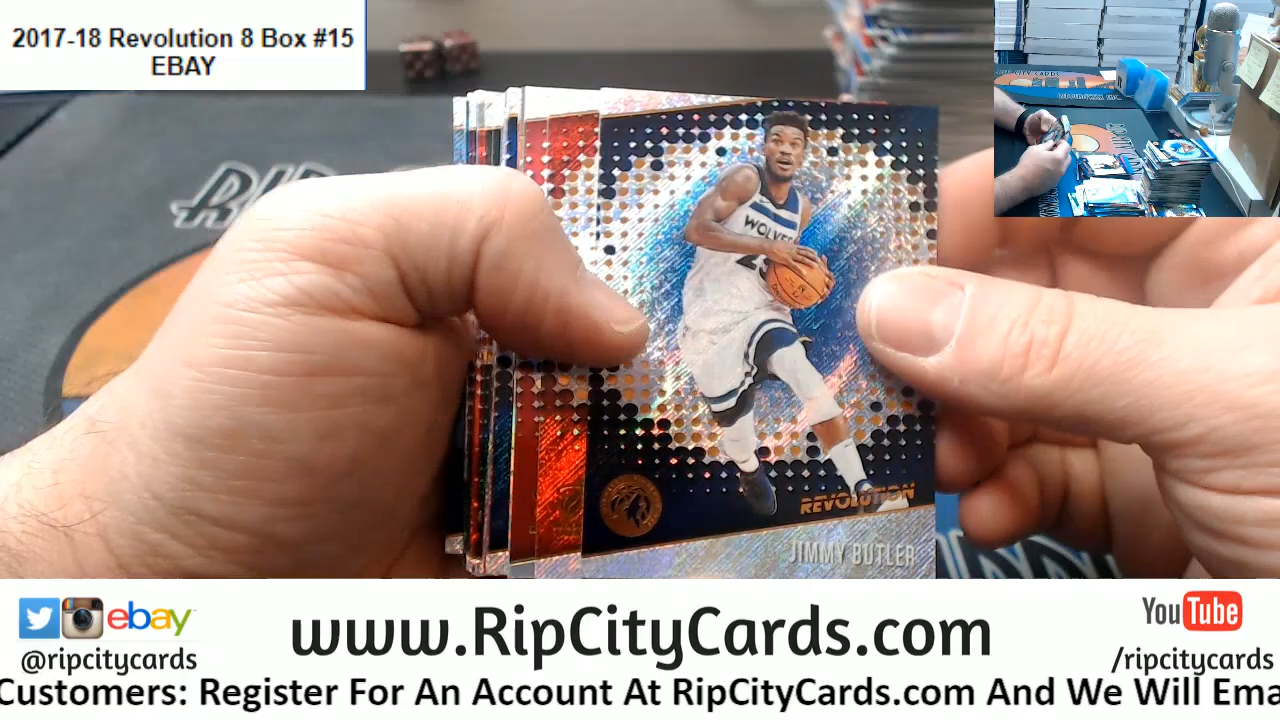 2017-18 Revolution 8 Box #15
EBAY
WOLVES
REVOLUTION
JIMMY BUTLER
ebay
@ripcitycards
www.RipCityCards.com
YouTube
/ripcitycards
Customers: Register For An Account At RipCityCards.com And We Will Ema